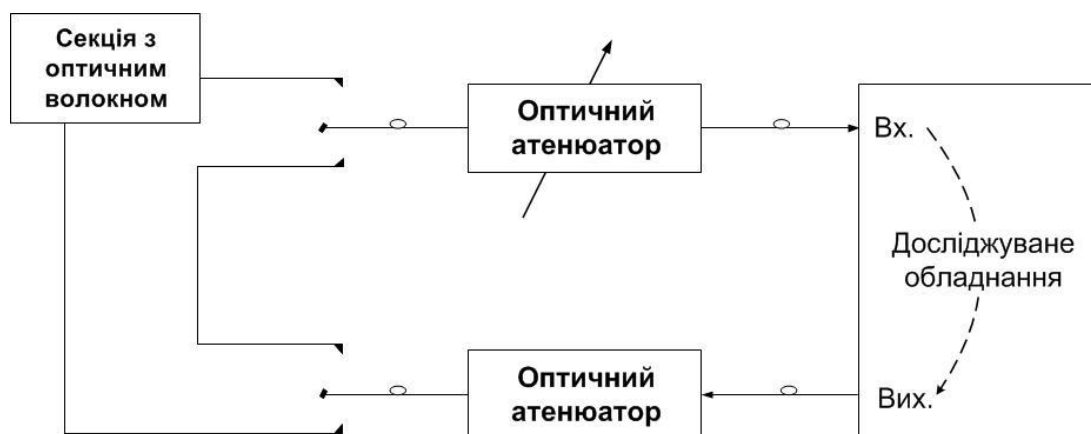 Секція з
оптичним
волокном
Оптичний
атенюатор
Вх.
Досліджуване
обладнання
Оптичний
атенюатор
Вих.